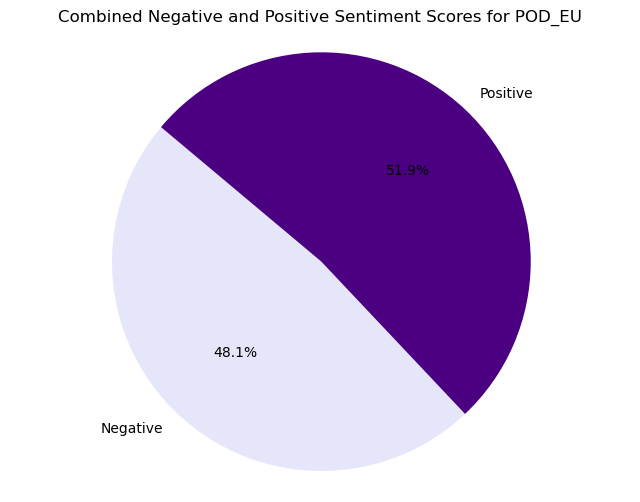 Combined Negative and Positive Sentiment Scores for POD_EU
Positive
51.9%
48.1%
Negative